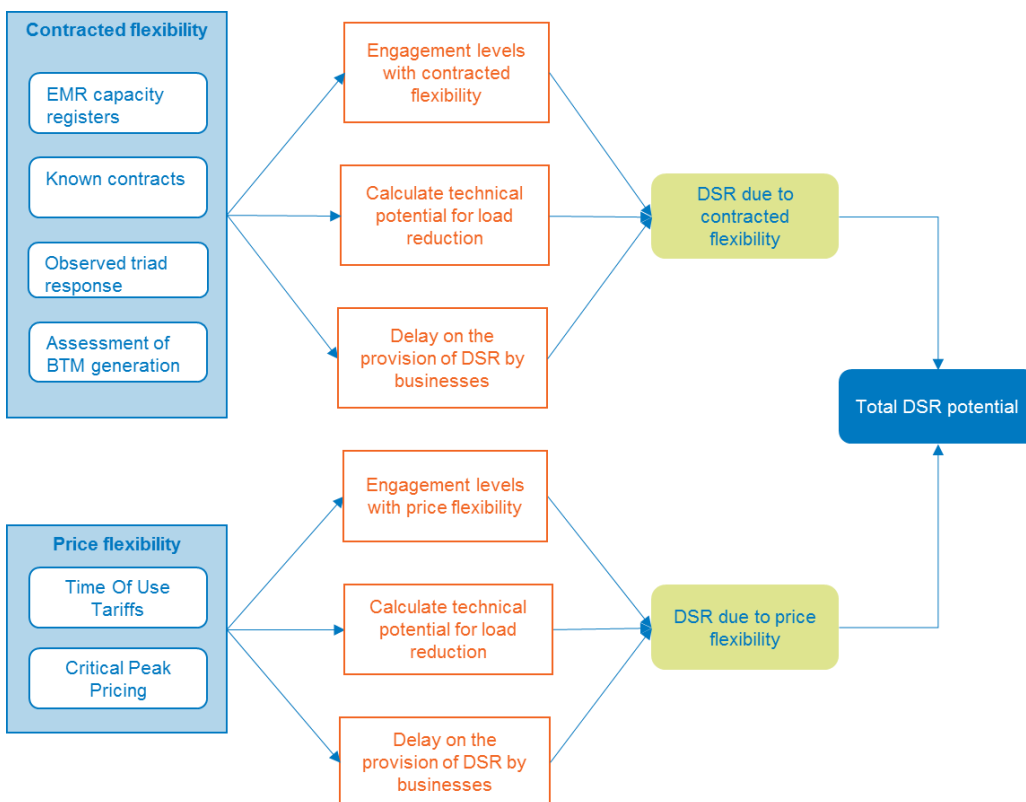 Contracted flexibility
EMR capacity
registers
Known contracts
Observed triad
response
Assessment of
BTM generation
Engagement levels
with contracted
flexibility
Calculate technical
potential for load
reduction
Delay on the
provision of DSR by
businesses
DSR due to
contracted
flexibility
Total DSR potential
Price flexibility
Time Of Use
Tariffs
Critical Peak
Pricing
Engagement levels
with price flexibility
Calculate technical
potential for load
reduction
Delay on the
provision of DSR by
businesses
DSR due to price
flexibility